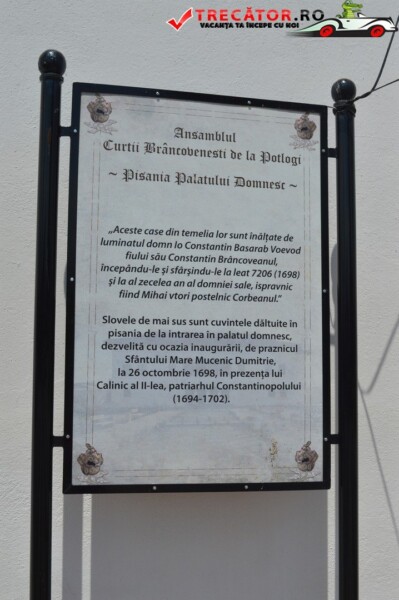 TRECĂTOR.RO
VACANȚA TA ÎNCEPE CU NOI
Ansamblul
Curtii Brâncovenesti de la Potlogi
~ Pisania Palatului Domnesc ~
„Aceste case din temelia lor sunt înălțate de
luminatul domn Io Constantin Basarab Voevod
fiului său Constantin Brâncoveanul,
începându-le și sfârșindu-le la leat 7206 (1698)
și la al zecelea an al domniei sale, ispravnic
fiind Mihai vtori postelnic Corbeanul.”
Slovele de mai sus sunt cuvintele dăltuite în
pisania de la intrarea în palatul domnesc,
dezvelită cu ocazia inaugurării, de praznicul
Sfântului Mare Mucenic Dumitrie,
la 26 octombrie 1698, în prezența lui
Calinic al II-lea, patriarhul Constantinopolului
(1694-1702).